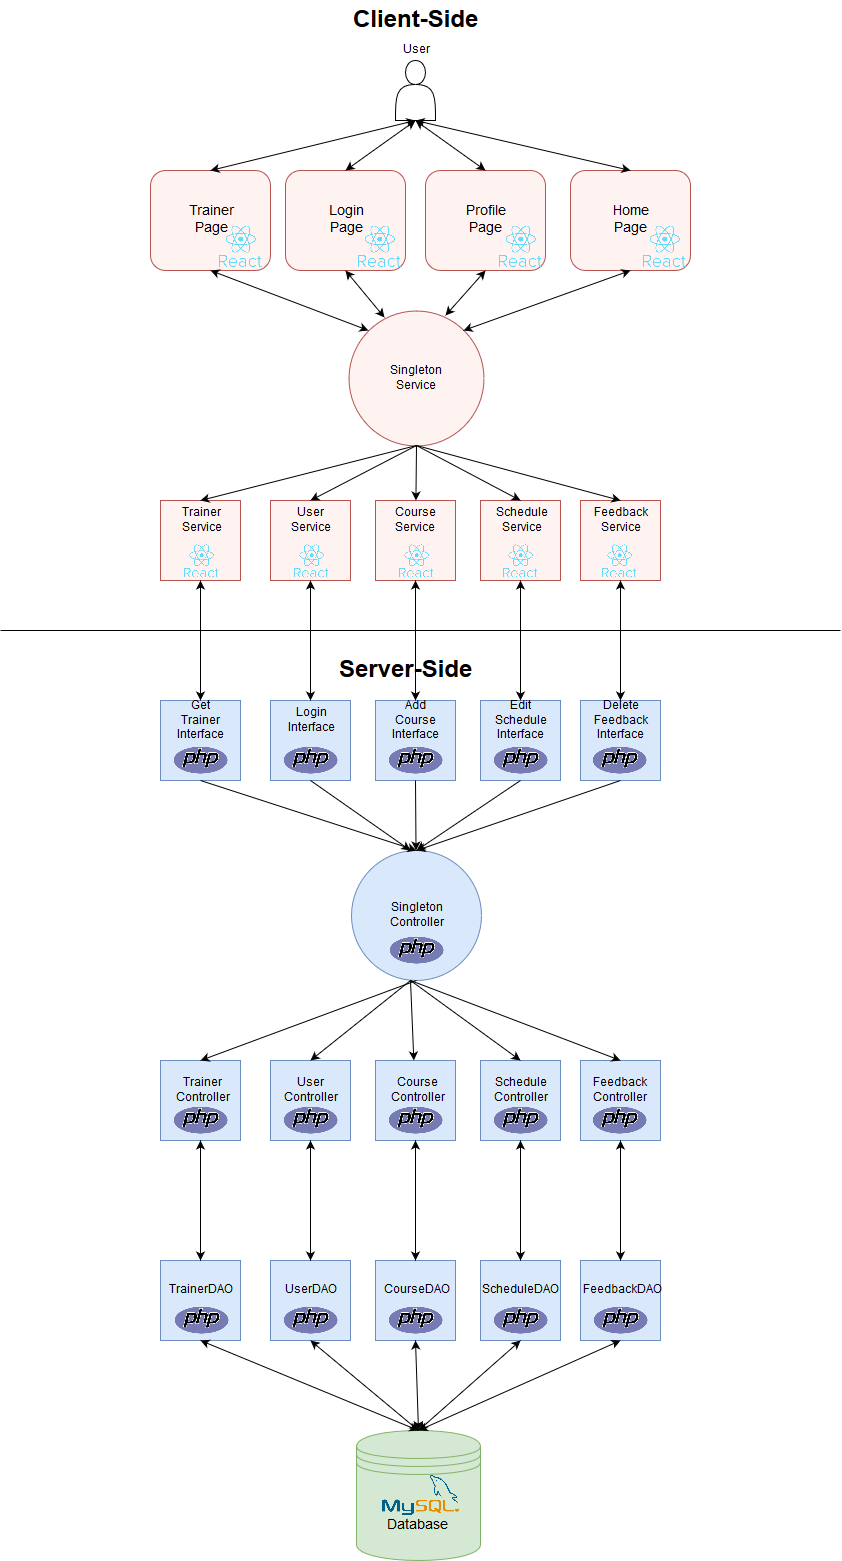 Client-Side
User
Trainer
Page
React
Login
Page
React
Profile
Page
React
Home
Page
React
Singleton
Service
Trainer
Service
React
User
Service
React
Course
Service
React
Schedule
Service
React
Feedback
Service
React
Server-Side
Get
Trainer
Interface
php
Login
Interface
php
Add
Course
Interface
php
Edit
Schedule
Interface
php
Delete
Feedback
Interface
php
Singleton
Controller
php
Trainer
Controller
php
User
Controller
php
Course
Controller
php
Schedule
Controller
php
Feedback
Controller
php
TrainerDAO
php
UserDAO
php
CourseDAO
php
ScheduleDAO
php
FeedbackDAO
php
MySQL
Database